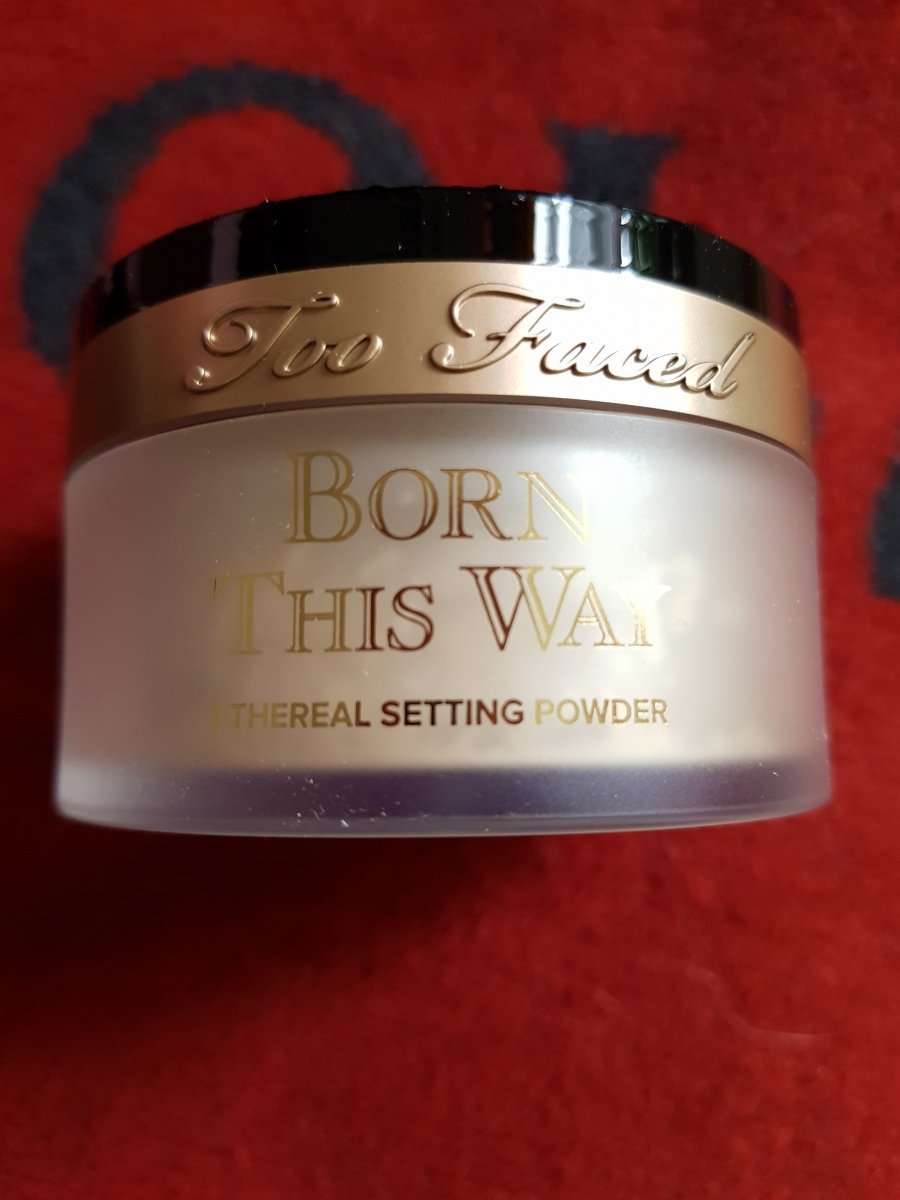 Too Faced
BORN
THIS WAY
ETHEREAL SETTING POWDER